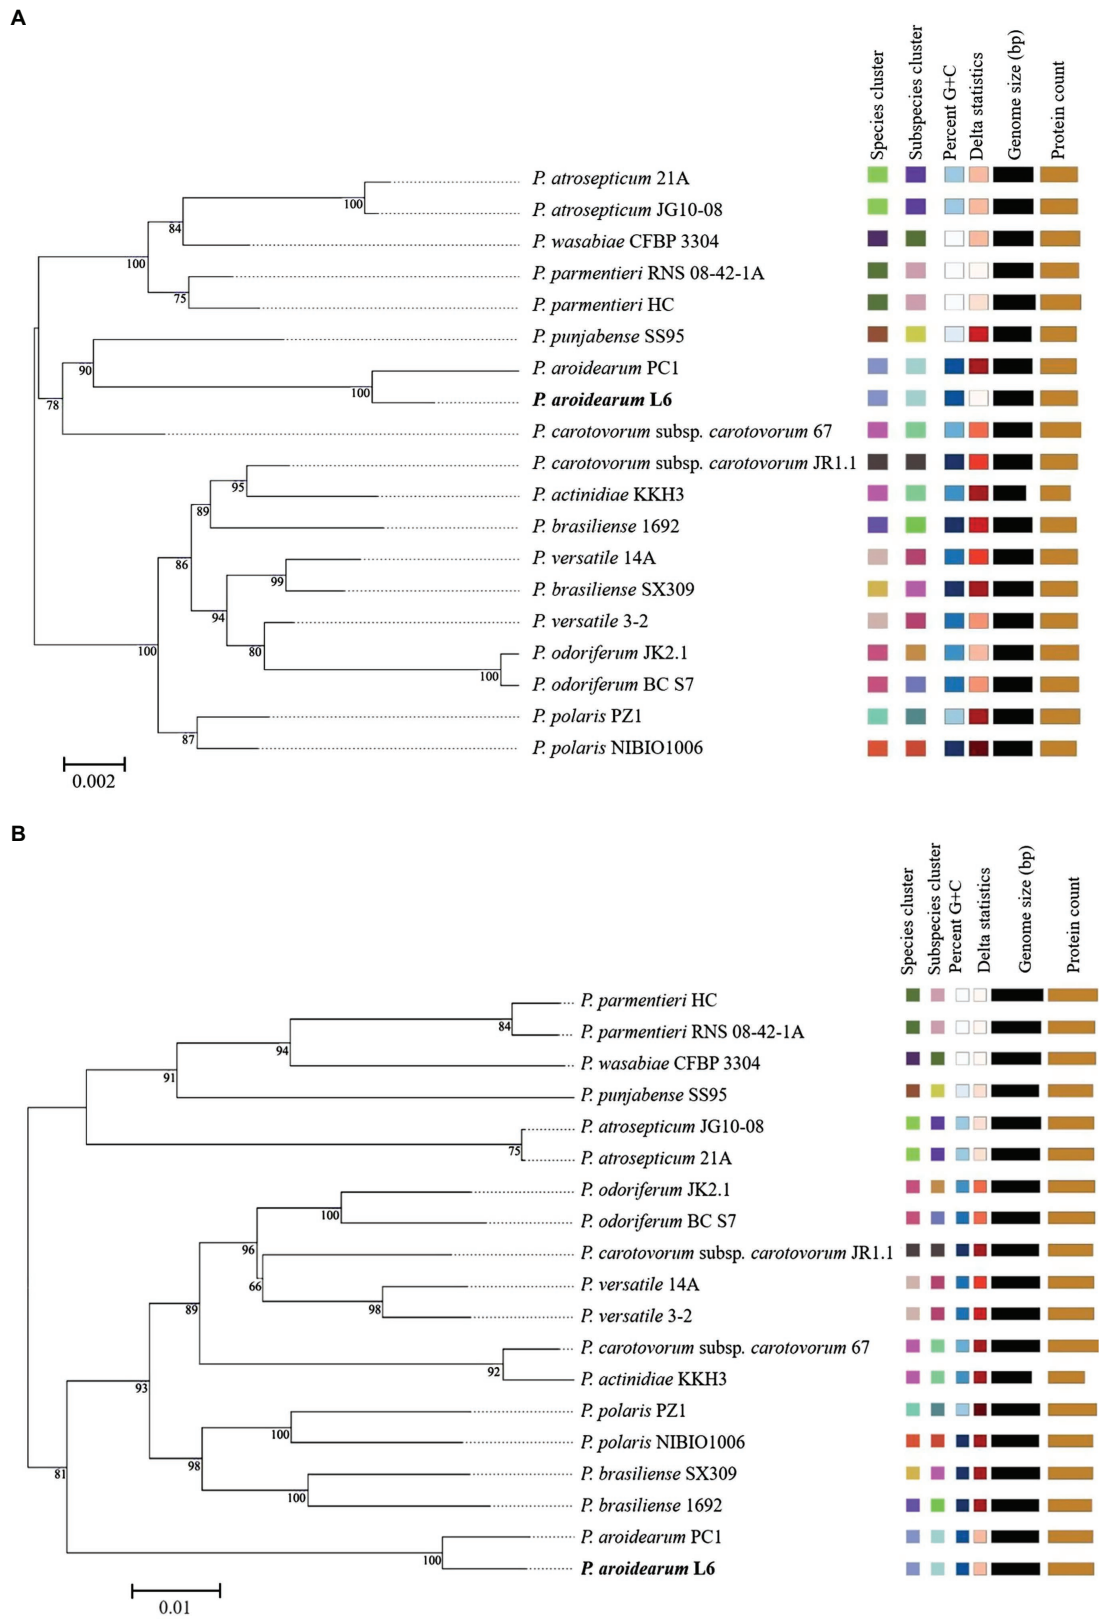 A
Species cluster
Subspecies cluster
Percent G+C
Delta statistics
Genome size (bp)
Protein count
P. atrosepticum 21A
100
P. atrosepticum JG10-08
84
P. wasabiae CFBP 3304
100
P. parmentieri RNS 08-42-1A
75
P. parmentieri HC
P. punjabense SS95
90
P. aroidearum PC1
100
P. aroidearum L6
78
P. carotovorum subsp. carotovorum 67
P. carotovorum subsp. carotovorum JR1.1
95
P. actinidiae KKH3
89
P. brasiliense 1692
86
P. versatile 14A
99
P. brasiliense SX309
94
P. versatile 3-2
80
100
P. odoriferum JK2.1
100
P. odoriferum BC S7
P. polaris PZ1
87
P. polaris NIBIO1006
0.002
B
Species cluster
Subspecies cluster
Percent G+C
Delta statistics
Genome size (bp)
Protein count
P. parmentieri HC
84
P. parmentieri RNS 08-42-1A
94
P. wasabiae CFBP 3304
91
P. punjabense SS95
P. atrosepticum JG10-08
75
P. atrosepticum 21A
P. odoriferum JK2.1
100
P. odoriferum BC S7
96
P. carotovorum subsp. carotovorum JR1.1
66
P. versatile 14A
89
98
P. versatile 3-2
P. carotovorum subsp. carotovorum 67
92
P. actinidiae KKH3
93
P. polaris PZ1
100
P. polaris NIBIO1006
98
81
P. brasiliense SX309
100
P. brasiliense 1692
P. aroidearum PC1
100
P. aroidearum L6
0.01